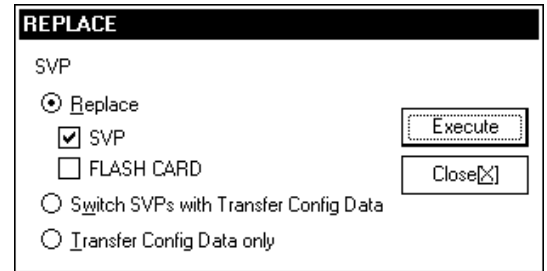 REPLACE
SVP
Replace
SVP
Execute
FLASH CARD
Close[X]
Switch SVPs with Transfer Config Data
Transfer Config Data only